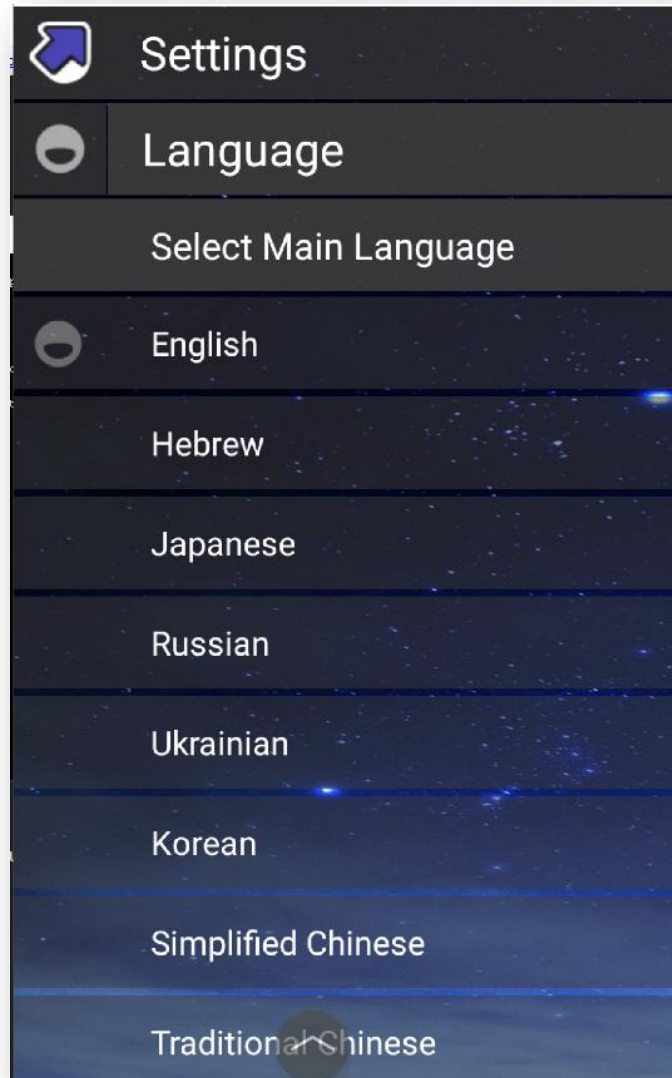 Settings
Language
Select Main Language
English
Hebrew
Japanese
Russian
Ukrainian
Korean
Simplified Chinese
Traditional Chinese